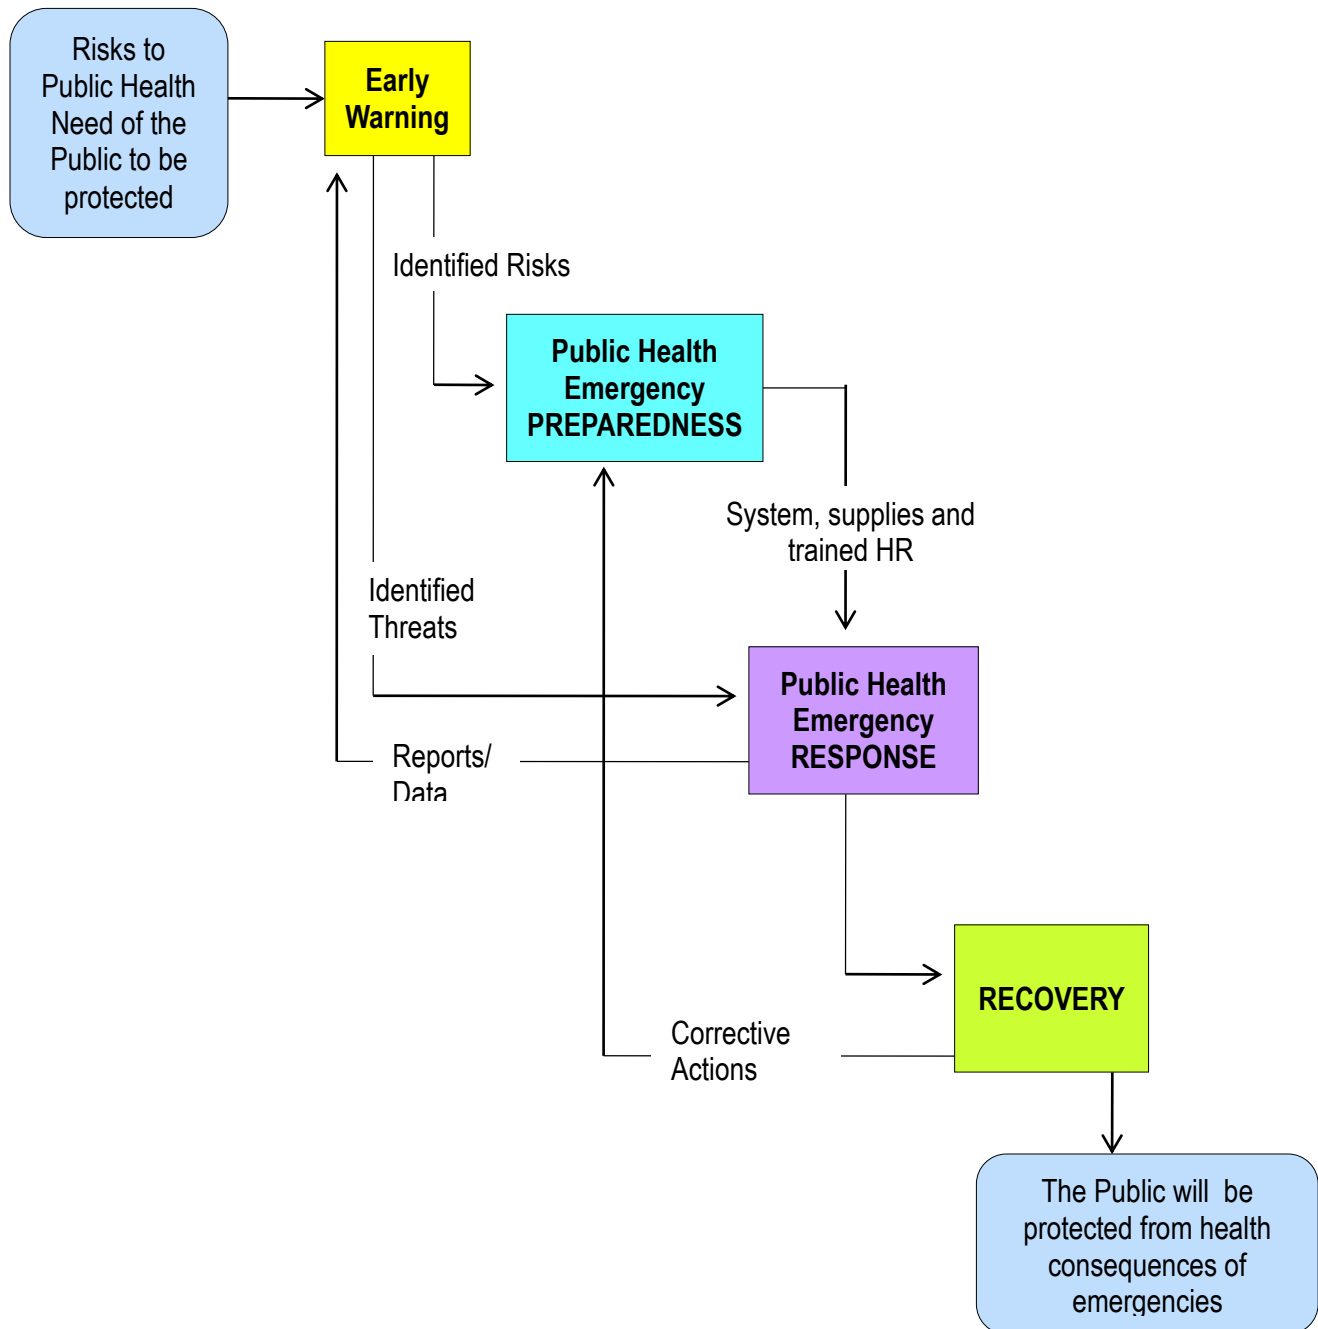 Risks to
Public Health
Need of the
Public to be
protected
Early
Warning
Identified Risks
Public Health
Emergency
PREPAREDNESS
System, supplies and
trained HR
Identified
Threats
Public Health
Emergency
RESPONSE
Reports/
Data
RECOVERY
Corrective
Actions
The Public will be
protected from health
consequences of
emergencies